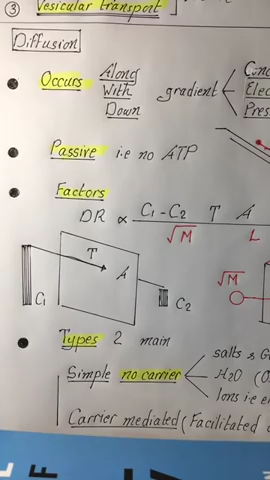 ③ Vesicular transport
Diffusion
Occurs Along With Down gradient
Passive i.e no ATP
Factors
DR ∝ C1-C2 T A
√M L
T A
C1 C2
√M
Types 2 main
salts &
Simple no carrier H2O
Ions i.e
Carrier mediated (Facilitated
L F